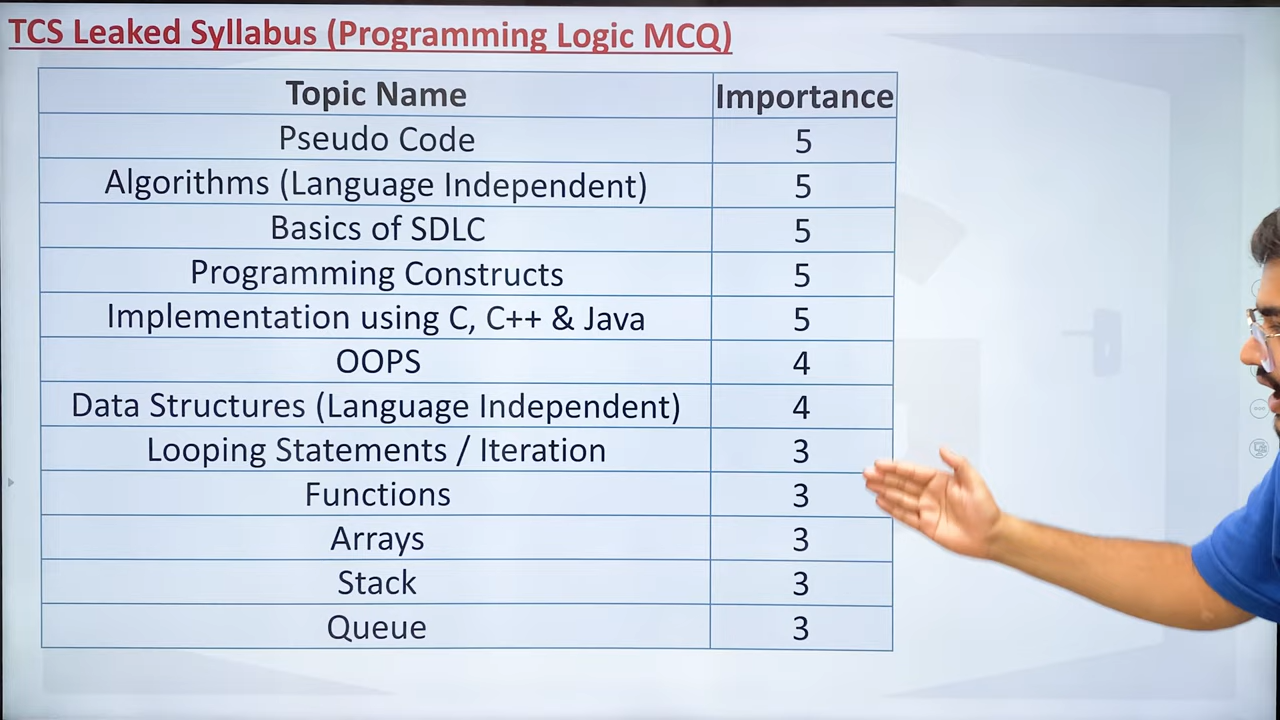 TCS Leaked Syllabus (Programming Logic MCQ)
Topic Name Importance
Pseudo Code 5
Algorithms (Language Independent) 5
Basics of SDLC 5
Programming Constructs 5
Implementation using C, C++ & Java 5
OOPS 4
Data Structures (Language Independent) 4
Looping Statements / Iteration 3
Functions 3
Arrays 3
Stack 3
Queue 3